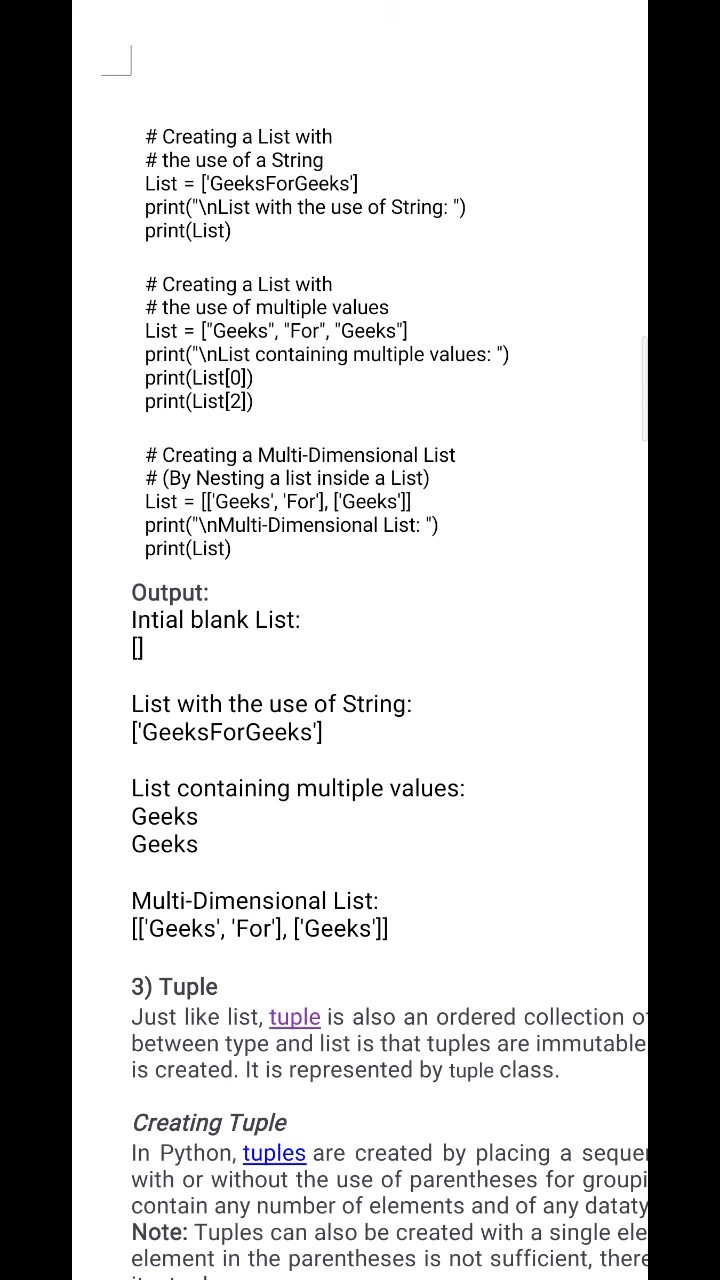 # Creating a List with
# the use of a String
List = ['GeeksForGeeks']
print("\nList with the use of String: ")
print(List)
# Creating a List with
# the use of multiple values
List = ["Geeks", "For", "Geeks"]
print("\nList containing multiple values: ")
print(List[0])
print(List[2])
# Creating a Multi-Dimensional List
# (By Nesting a list inside a List)
List = [['Geeks', 'For'], ['Geeks']]
print("\nMulti-Dimensional List: ")
print(List)
Output:
Intial blank List:
[]
List with the use of String:
['GeeksForGeeks']
List containing multiple values:
Geeks
Geeks
Multi-Dimensional List:
[['Geeks', 'For'], ['Geeks']]
3) Tuple
Just like list, tuple is also an ordered collection
between type and list is that tuples are immutable
is created. It is represented by tuple class.
Creating Tuple
In Python, tuples are created by placing a
with or without the use of parentheses for
contain any number of elements and of any
Note: Tuples can also be created with a single
element in the parentheses is not sufficient,